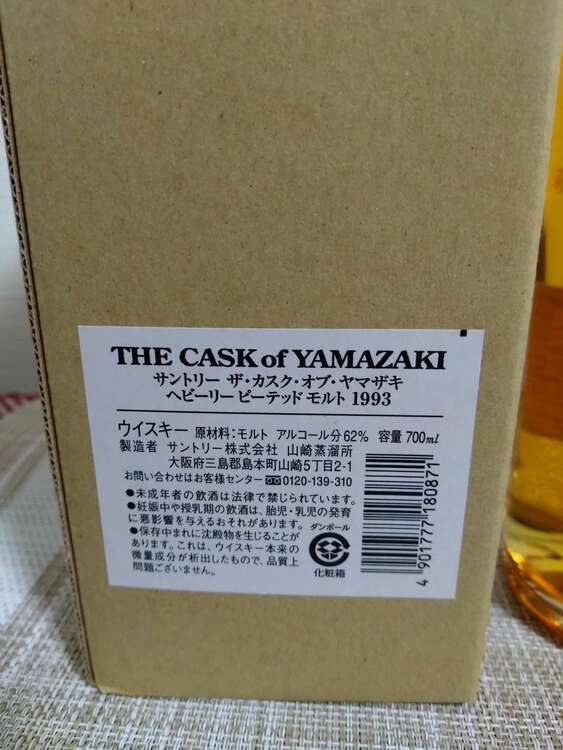 THE CASK of YAMAZAKI
サントリー ザ・カスク・オブ・ヤマザキ
ヘビーリー ピーテッド モルト 1993
ウイスキー 原材料:モルト アルコール分62% 容量 700ml
製造者 サントリー株式会社 山崎蒸溜所
大阪府三島郡島本町山崎5丁目2-1
お問い合わせはお客様センター 0120-139-310
●未成年者の飲酒は法律で禁じられています。
●妊娠中や授乳期の飲酒は、胎児・乳児の発育
に悪影響を与えるおそれがあります。
●保存中まれに沈殿物を生じることが
あります。これは、ウイスキー本来の
微量成分が析出したもので、品質上
問題ございません。
ダンボール
化粧箱
4 901777 180871